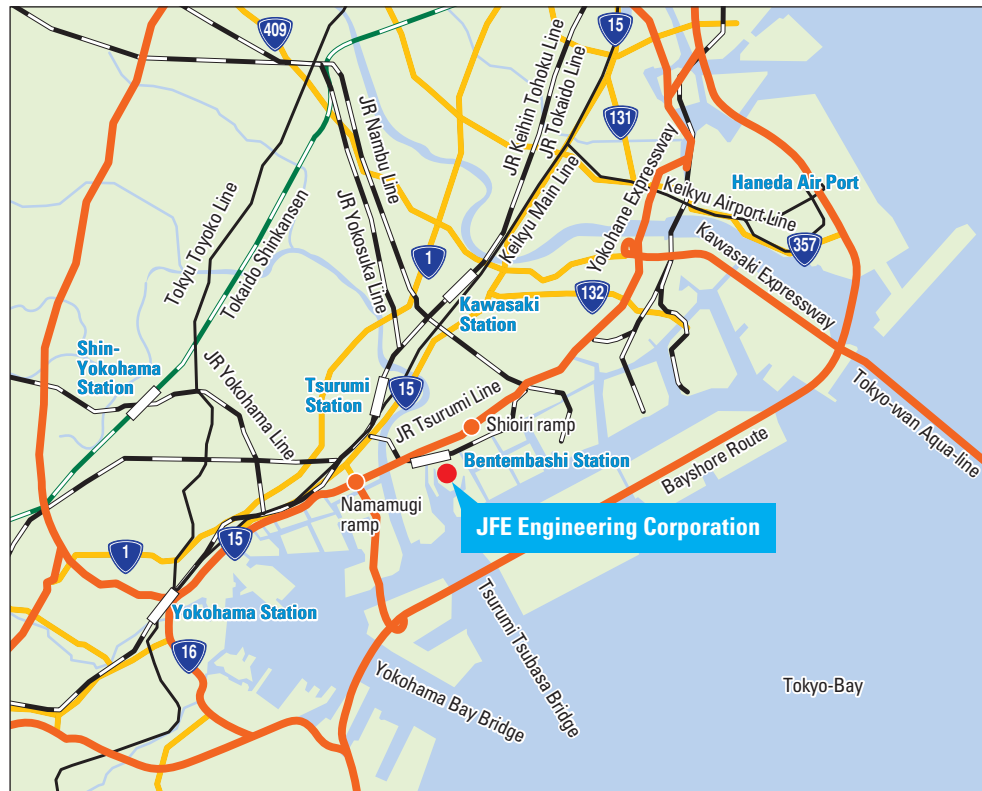 409
15
JR Keihin Tohoku Line
JR Tokaido Line
131
JR Nambu Line
Yokohane Expressway
Haneda Air Port
Keikyu Airport Line
Tokyu Toyoko Line
Tokaido Shinkansen
JR Yokosuka Line
Keikyu Main Line
357
1
Kawasaki Expressway
132
Kawasaki
Station
Shin-
Yokohama
Station
JR Yokohama Line
Tsurumi
Station
15
JR Tsurumi Line
Tokyo-wan Aqua-line
Shioiri ramp
Bayshore Route
Bentembashi Station
Namamugi
ramp
JFE Engineering Corporation
15
1
Yokohama Station
Tsurumi Tsubasa Bridge
16
Yokohama Bay Bridge
Tokyo-Bay